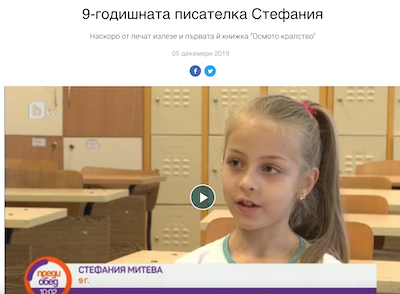 9-годишната писателка Стефания
Наскоро от печат излезе и първата й книжка "Осмото кралство"
05 декември 2019
bTV
СТЕФАНИЯ МИТЕВА
9 Г.
преди
обед